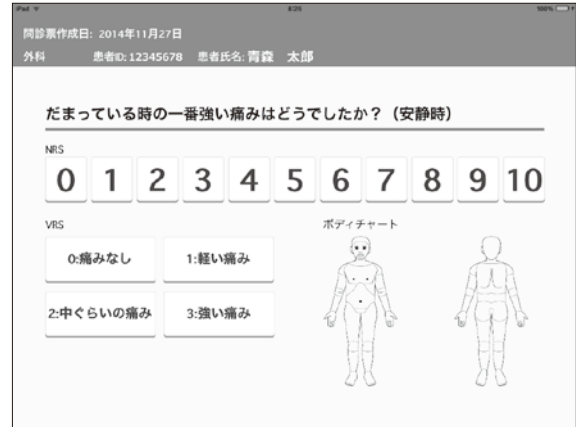 iPad 8:25 100%
問診票作成日: 2014年11月27日
外科 患者ID:12345678 患者氏名:青森 太郎
だまっている時の一番強い痛みはどうでしたか?(安静時)
NRS
0 1 2 3 4 5 6 7 8 9 10
VRS
0:痛みなし 1:軽い痛み
2:中ぐらいの痛み 3:強い痛み
ボディチャート